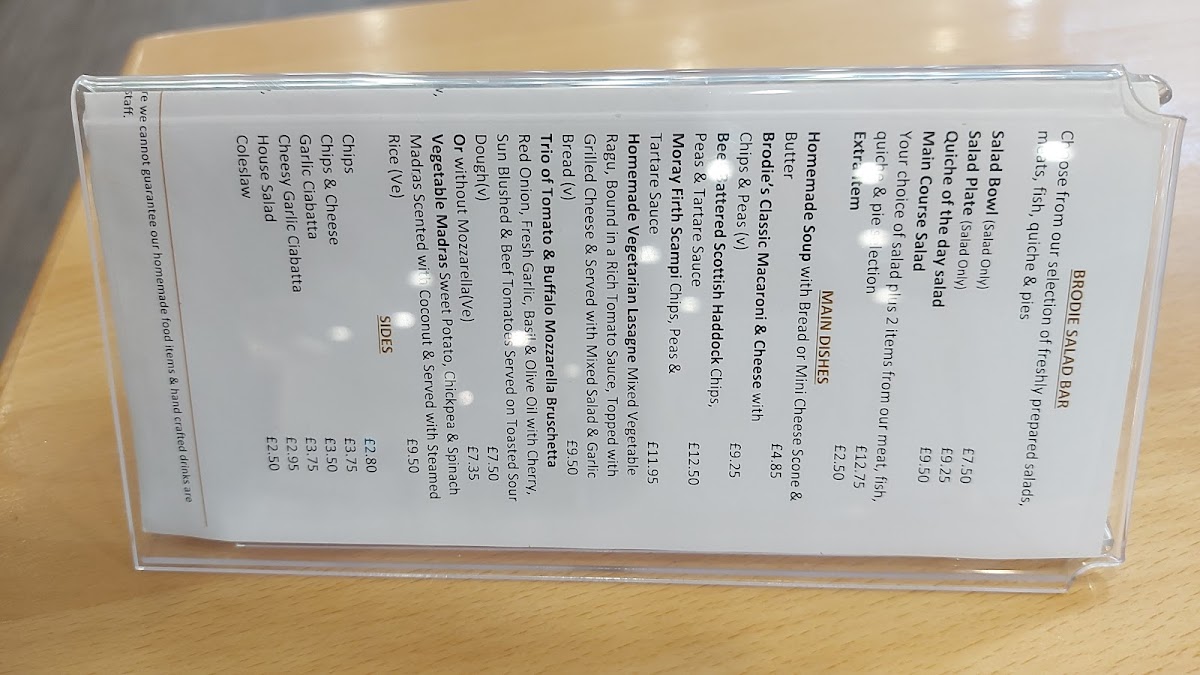 BRODIE SALAD BAR
Choose from our selection of freshly prepared salads,
meats, fish, quiche & pies
Salad Bowl (Salad Only) £7.50
Salad Plate (Salad Only) £9.25
Quiche of the day salad £9.50
Main Course Salad
Your choice of salad plus 2 items from our meat, fish,
quiche & pie selection £12.75
Extra Item £2.50
MAIN DISHES
Homemade Soup with Bread or Mini Cheese Scone &
Butter £4.85
Brodie's Classic Macaroni & Cheese with
Chips & Peas (v) £9.25
Beer Battered Scottish Haddock Chips,
Peas & Tartare Sauce £12.50
Moray Firth Scampi Chips, Peas &
Tartare Sauce £11.95
Homemade Vegetarian Lasagne Mixed Vegetable
Ragu, Bound in a Rich Tomato Sauce, Topped with
Grilled Cheese & Served with Mixed Salad & Garlic
Bread (v) £9.50
Trio of Tomato & Buffalo Mozzarella Bruschetta
Red Onion, Fresh Garlic, Basil & Olive Oil with Cherry,
Sun Blushed & Beef Tomatoes Served on Toasted Sour
Dough(v) £7.50
Or without Mozzarella(Ve) £7.35
Vegetable Madras Sweet Potato, Chickpea & Spinach
Madras Scented with Coconut & Served with Steamed
Rice (Ve) £9.50
SIDES
Chips £2.80
Chips & Cheese £3.75
Garlic Ciabatta £3.50
Cheesy Garlic Ciabatta £3.75
House Salad £2.95
Coleslaw £2.50
re we cannot guarantee our homemade food items & hand crafted drinks are
staff.